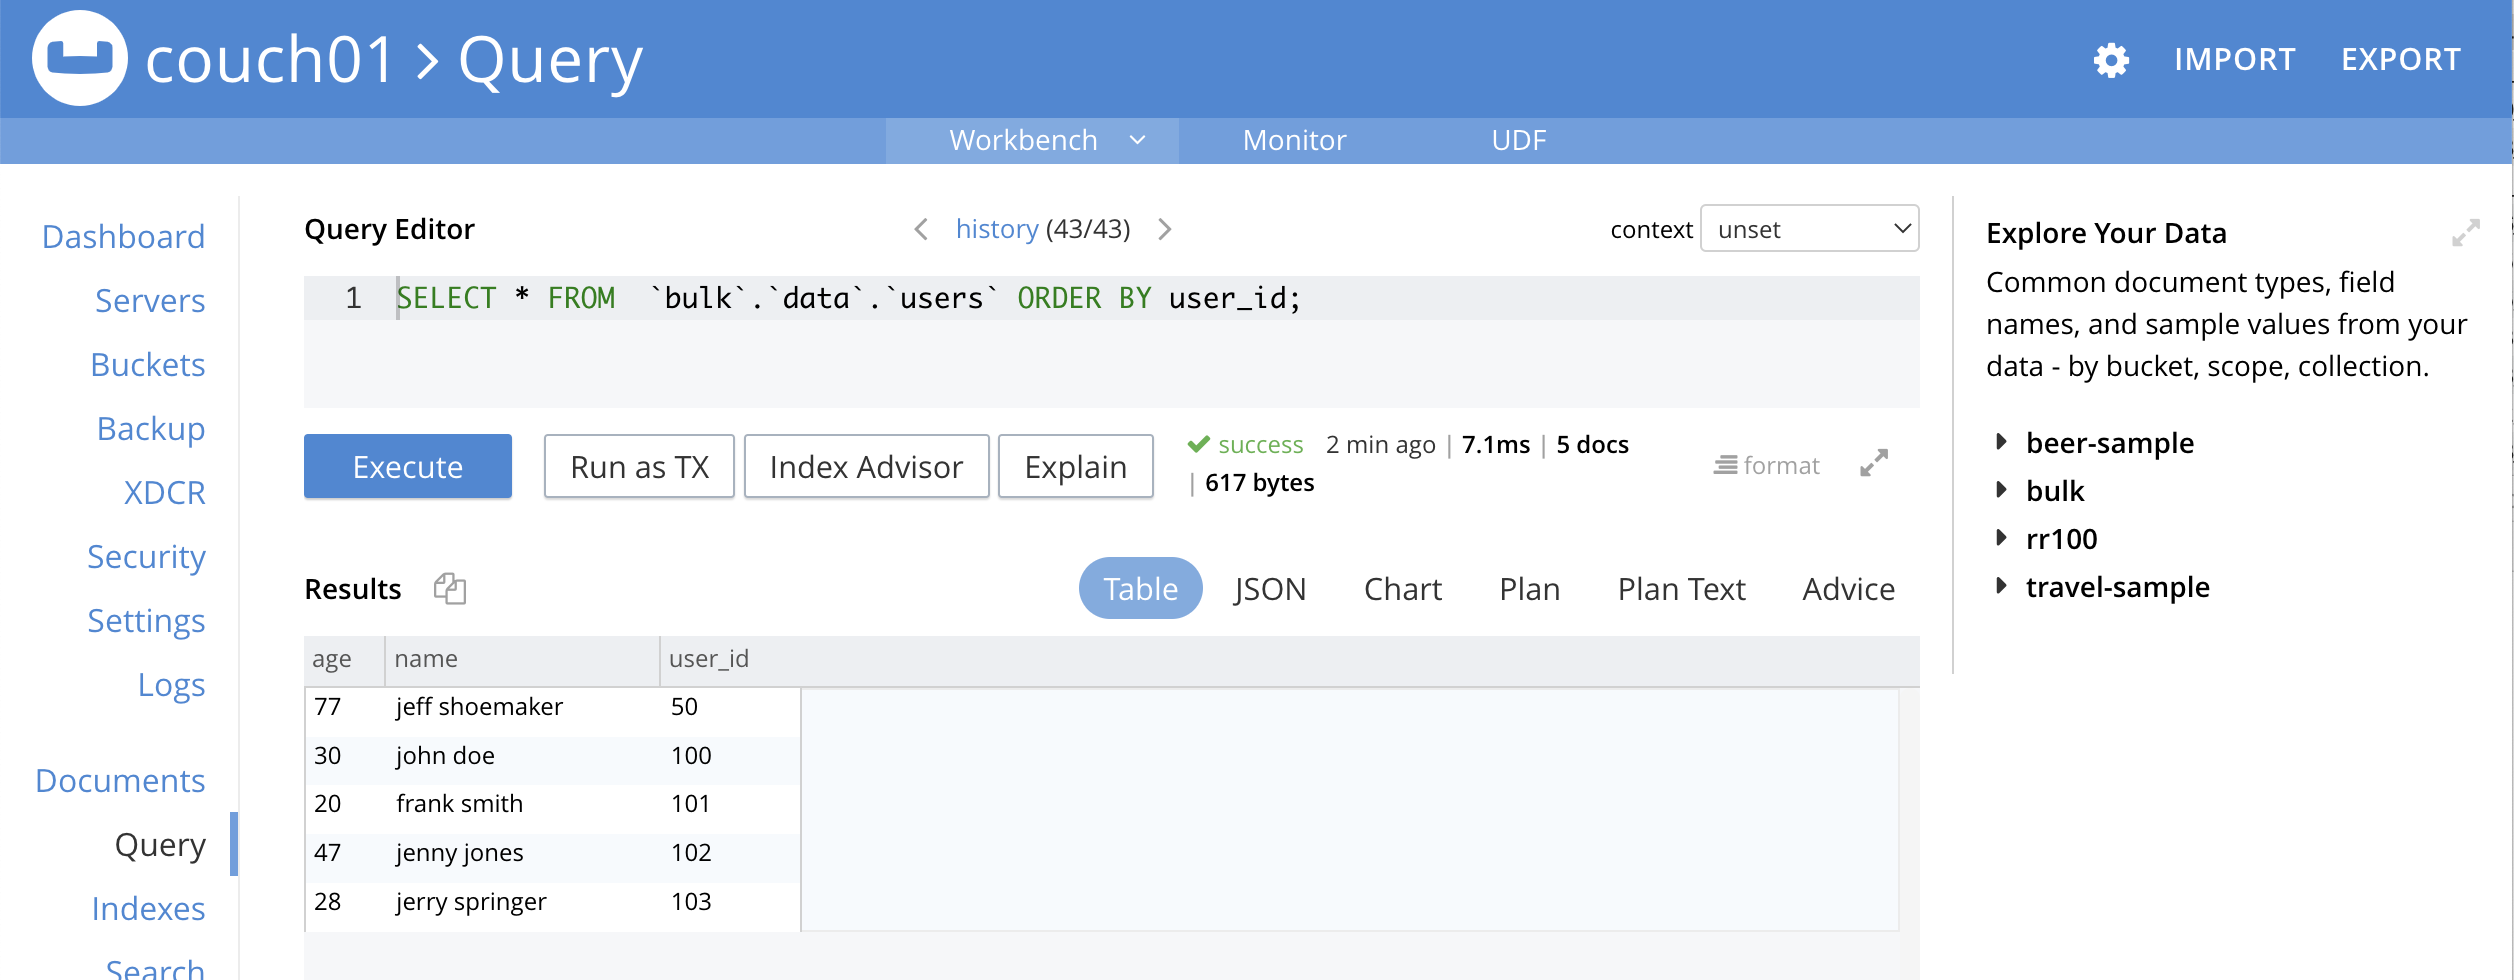 couch01 > Query
IMPORT EXPORT
Workbench Monitor UDF
Dashboard
Servers
Buckets
Backup
XDCR
Security
Settings
Logs
Documents
Query
Indexes
Search
Query Editor
history (43/43)
context unset
1 SELECT * FROM  `bulk`.`data`.`users` ORDER BY user_id;
Execute Run as TX Index Advisor Explain
success 2 min ago | 7.1ms | 5 docs
| 617 bytes
format
Results
Table JSON Chart Plan Plan Text Advice
age name user_id
77 jeff shoemaker 50
30 john doe 100
20 frank smith 101
47 jenny jones 102
28 jerry springer 103
Explore Your Data
Common document types, field
names, and sample values from your
data - by bucket, scope, collection.
beer-sample
bulk
rr100
travel-sample